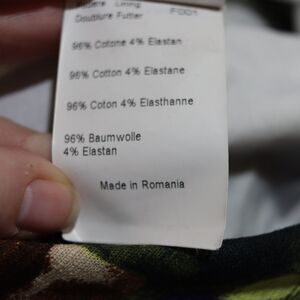 Lining
Doublure Futter F001
96% Cotone 4% Elastan
96% Cotton 4% Elastane
96% Coton 4% Elasthanne
96% Baumwolle
4% Elastan
Made in Romania